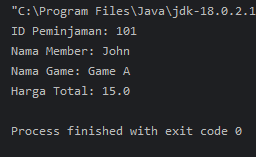 "C:\Program Files\Java\jdk-18.0.2.1
ID Peminjaman: 101
Nama Member: John
Nama Game: Game A
Harga Total: 15.0
Process finished with exit code 0